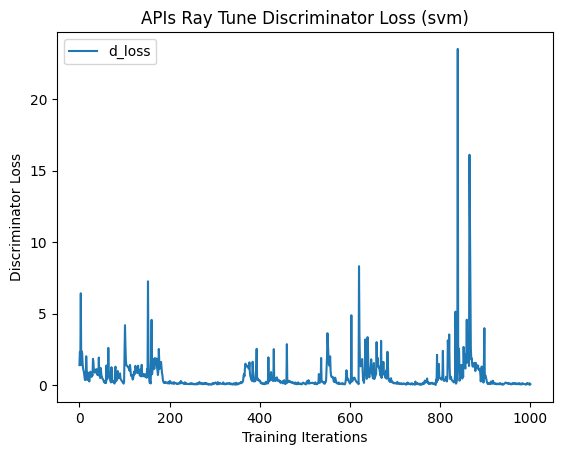 APIs Ray Tune Discriminator Loss (svm)
d_loss
Discriminator Loss
20
15
10
5
0
0 200 400 600 800 1000
Training Iterations